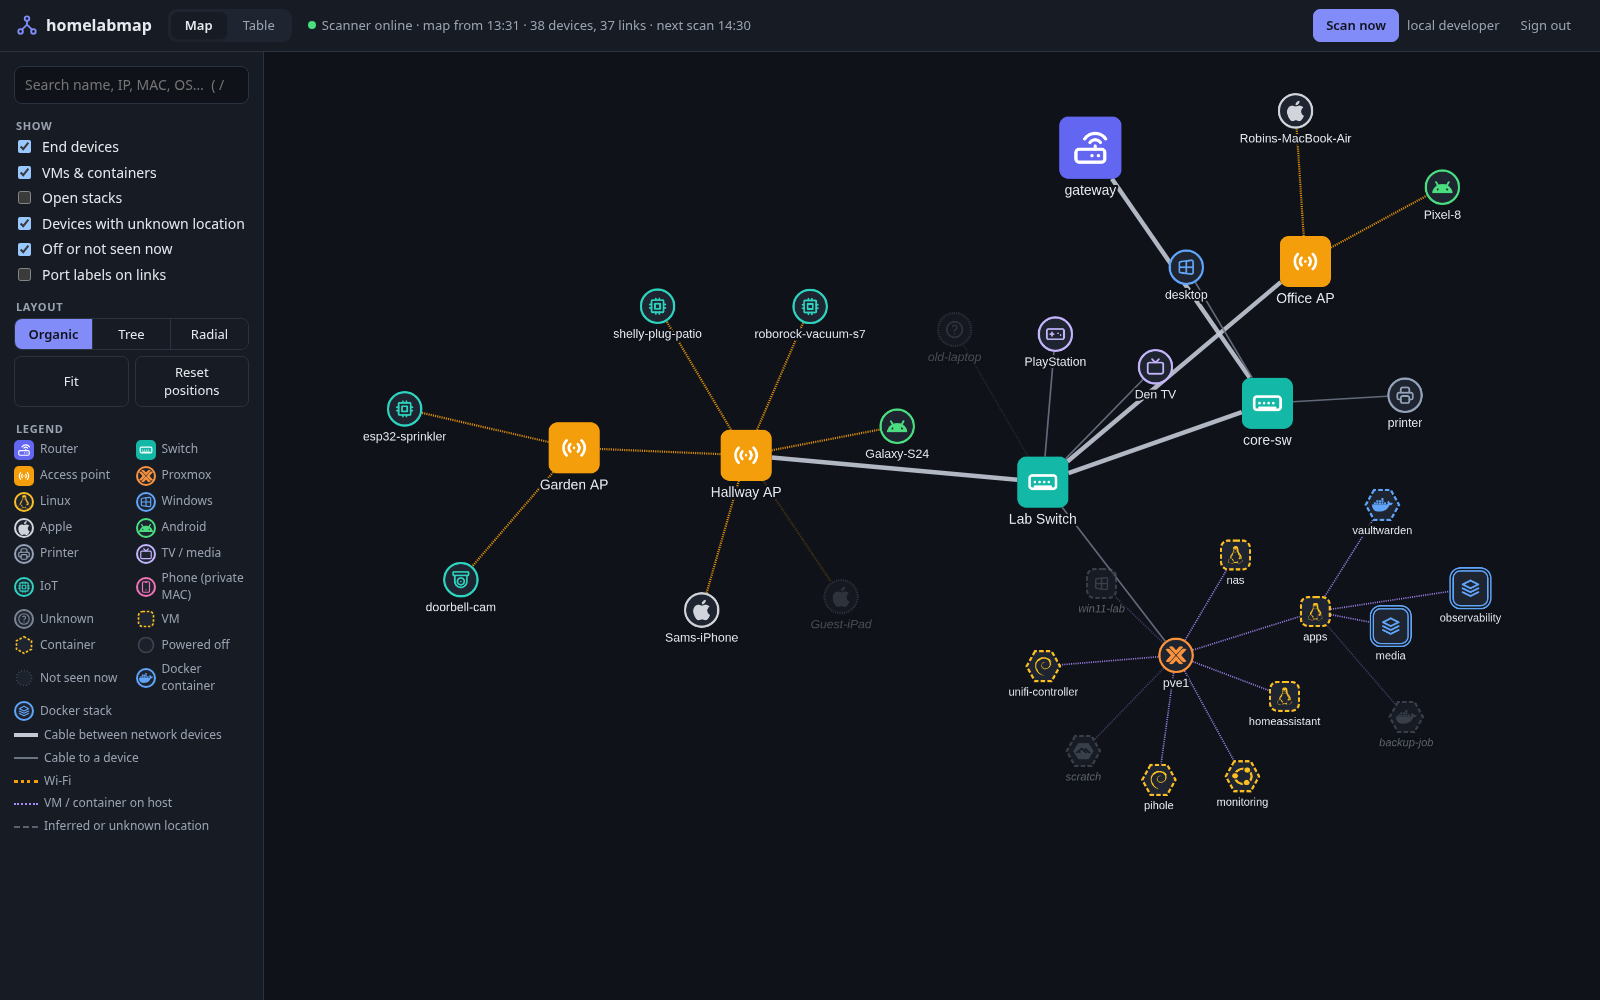 homelabmap
Map
Table
Scanner online · map from 13:31 · 38 devices, 37 links · next scan 14:30
Scan now
local developer
Sign out
Search name, IP, MAC, OS… ( /
SHOW
End devices
VMs & containers
Open stacks
Devices with unknown location
Off or not seen now
Port labels on links
LAYOUT
Organic
Tree
Radial
Fit
Reset
positions
LEGEND
Router
Switch
Access point
Proxmox
Linux
Windows
Apple
Android
Printer
TV / media
IoT
Phone (private
MAC)
Unknown
VM
Container
Powered off
Not seen now
Docker
container
Docker stack
Cable between network devices
Cable to a device
Wi-Fi
VM / container on host
Inferred or unknown location
Robins-MacBook-Air
gateway
Pixel-8
desktop
Office AP
shelly-plug-patio
roborock-vacuum-s7
old-laptop
PlayStation
Den TV
printer
esp32-sprinkler
core-sw
Galaxy-S24
Garden AP
Hallway AP
Lab Switch
vaultwarden
nas
doorbell-cam
win11-lab
observability
Guest-iPad
Sams-iPhone
apps
media
pve1
unifi-controller
homeassistant
backup-job
scratch
pihole
monitoring